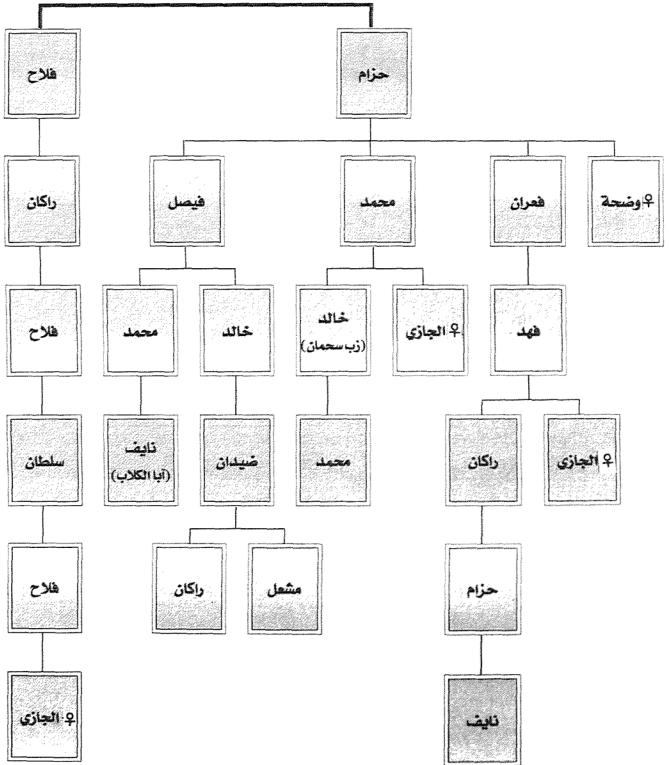 حزام
فلاح
♀ وضحة
فعران
محمد
فيصل
راكان
فهد
♀ الجازي
خالد
(زب سحمان)
خالد
محمد
فلاح
♀ الجازي
راكان
محمد
ضيدان
نايف
(أبا الكلاب)
سلطان
حزام
مشعل
راكان
فلاح
نايف
♀ الجازي